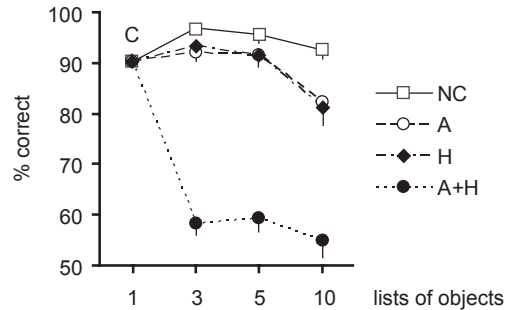 100
90
80
70
60
50
% correct
C
NC
A
H
A+H
1 3 5 10 lists of objects